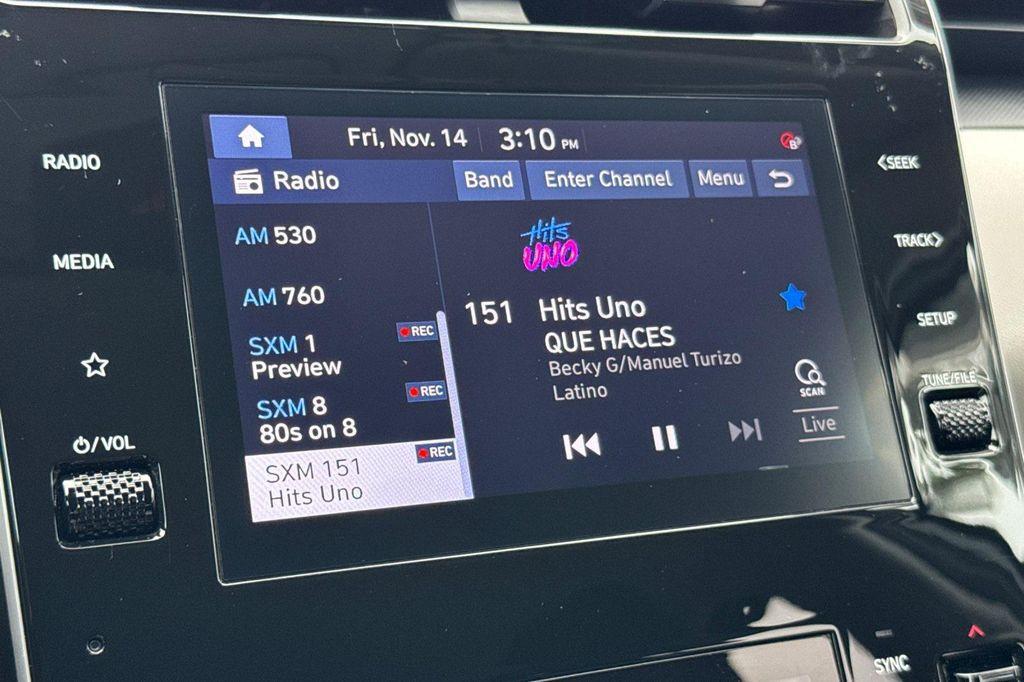 Fri, Nov. 14 3:10 PM
RADIO
Radio Band Enter Channel Menu
<SEEK
AM 530
Hits
UNO
MEDIA
TRACK>
AM 760
151 Hits Uno
QUE HACES
Becky G/Manuel Turizo
Latino
SXM 1 REC
Preview
SXM 8 REC
80s on 8
SXM 151 REC
Hits Uno
SCAN
Live
SETUP
TUNE/FILE
/VOL
SYNC